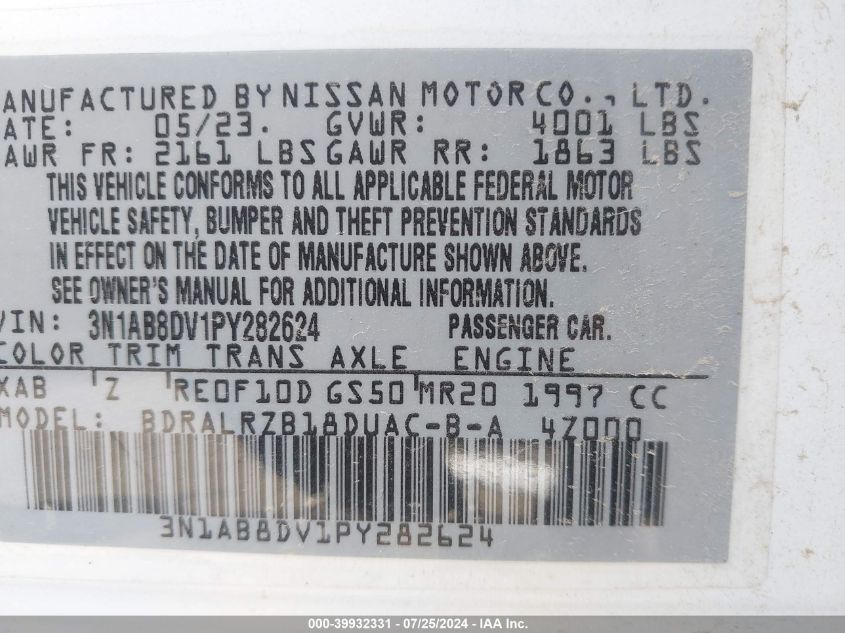 ANUFACTURED BY NISSAN MOTOR CO., LTD.
ATE: 05/23. GVWR: 4001 LBS
AWR FR: 2161 LBS GAWR RR: 1863 LBS
THIS VEHICLE CONFORMS TO ALL APPLICABLE FEDERAL MOTOR
VEHICLE SAFETY, BUMPER AND THEFT PREVENTION STANDARDS
IN EFFECT ON THE DATE OF MANUFACTURE SHOWN ABOVE.
SEE OWNER'S MANUAL FOR ADDITIONAL INFORMATION.
VIN: 3N1AB8DV1PY282624 PASSENGER CAR.
COLOR TRIM TRANS AXLE ENGINE
XAB Z RE0F10D GS50 MR20 1997 CC
MODEL: BDRALRZB18DUAC-B-A 4Z000
3N1AB8DV1PY282624
000-39932331 - 07/25/2024 - IAA Inc.